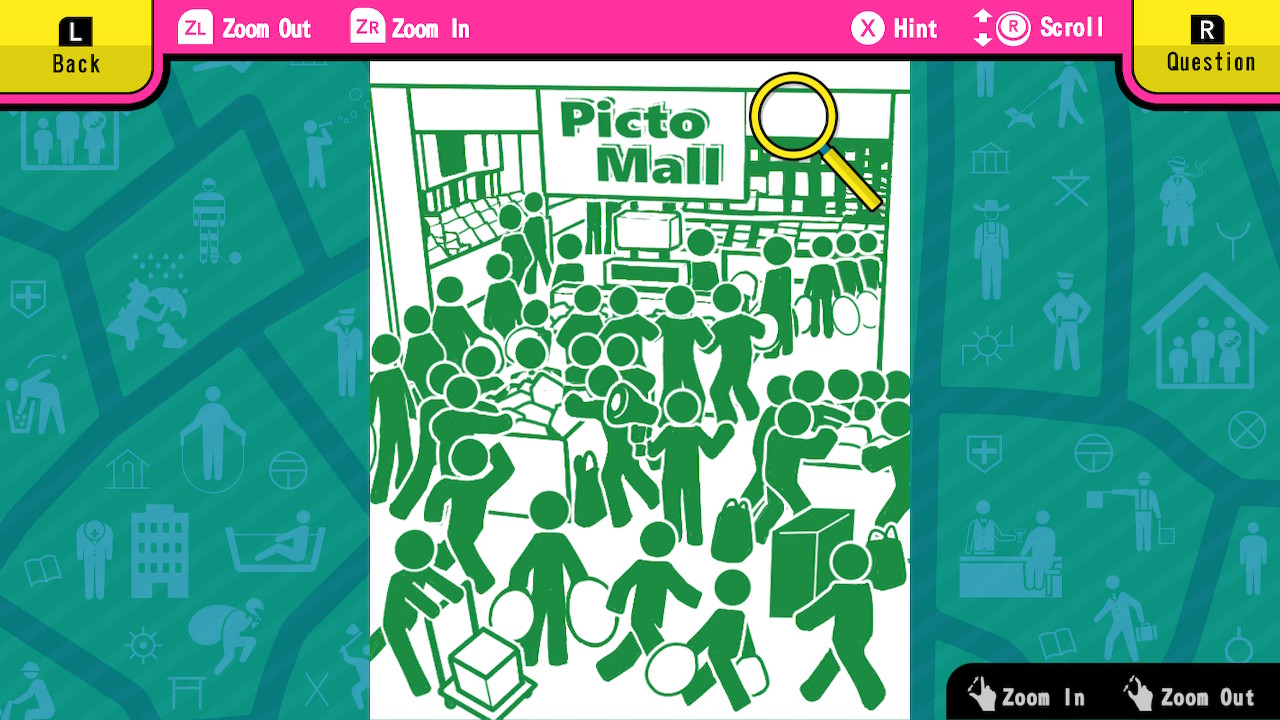 L
Back
ZL Zoom Out
ZR Zoom In
X Hint
R Scroll
R
Question
Picto
Mall
Zoom In
Zoom Out